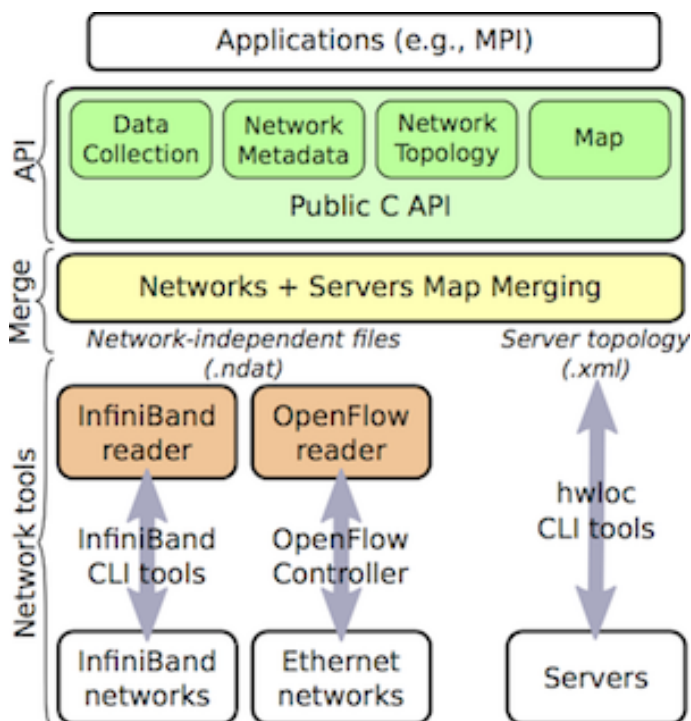 Applications (e.g., MPI)
API
Data
Collection
Network
Metadata
Network
Topology
Map
Public C API
Merge
Networks + Servers Map Merging
Network-independent files
(.ndat)
Server topology
(.xml)
Network tools
InfiniBand
reader
OpenFlow
reader
InfiniBand
CLI tools
OpenFlow
Controller
hwloc
CLI tools
InfiniBand
networks
Ethernet
networks
Servers